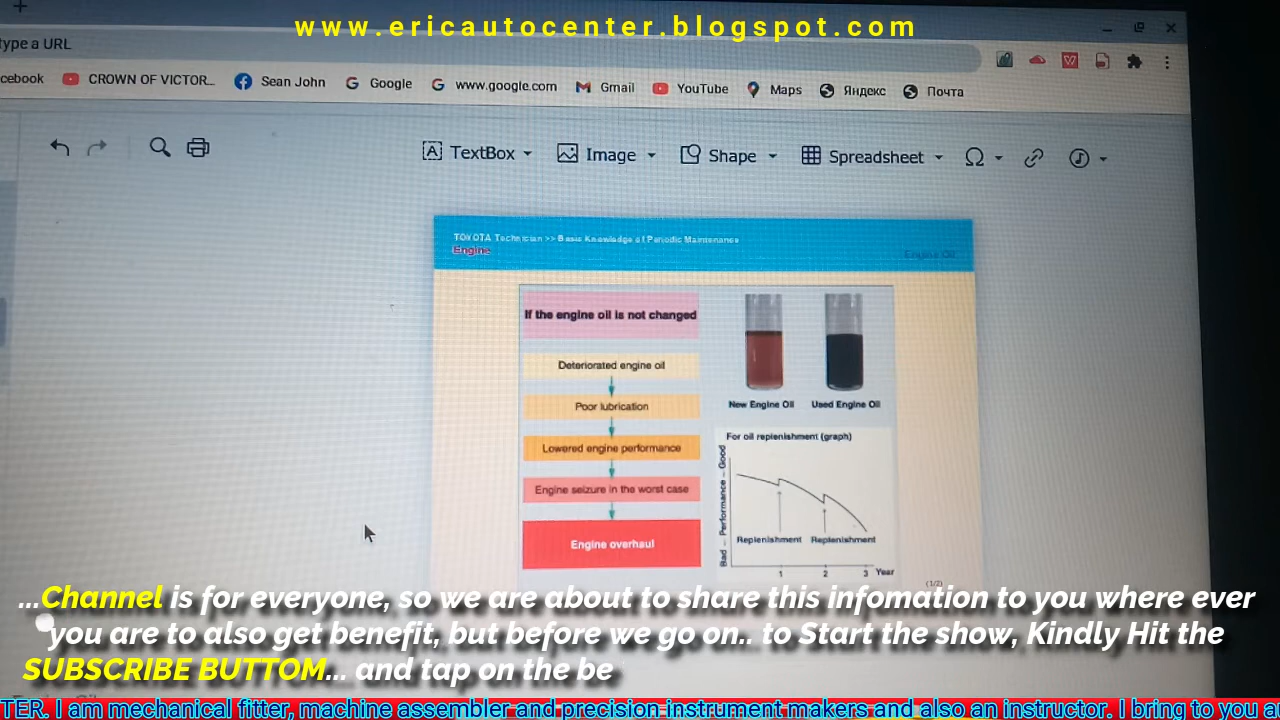 www.ericautocenter.blogspot.com
type a URL
cebook CROWN OF VICTOR... Sean John Google www.google.com Gmail YouTube Maps Яндекс Почта
TextBox Image Shape Spreadsheet
TOYOTA Technician >> Basic Knowledge of Periodic Maintenance
Engine
Engine Oil
If the engine oil is not changed
Deteriorated engine oil
Poor lubrication
Lowered engine performance
Engine seizure in the worst case
Engine overhaul
New Engine Oil Used Engine Oil
For oil replenishment (graph)
Bad ← Performance → Good
Replenishment Replenishment
1 2 3 Year
(1/2)
...Channel is for everyone, so we are about to share this infomation to you where ever
you are to also get benefit, but before we go on.. to Start the show, Kindly Hit the
SUBSCRIBE BUTTOM... and tap on the be
TER. I am mechanical fitter, machine assembler and precision instrument makers and also an instructor. I bring to you a